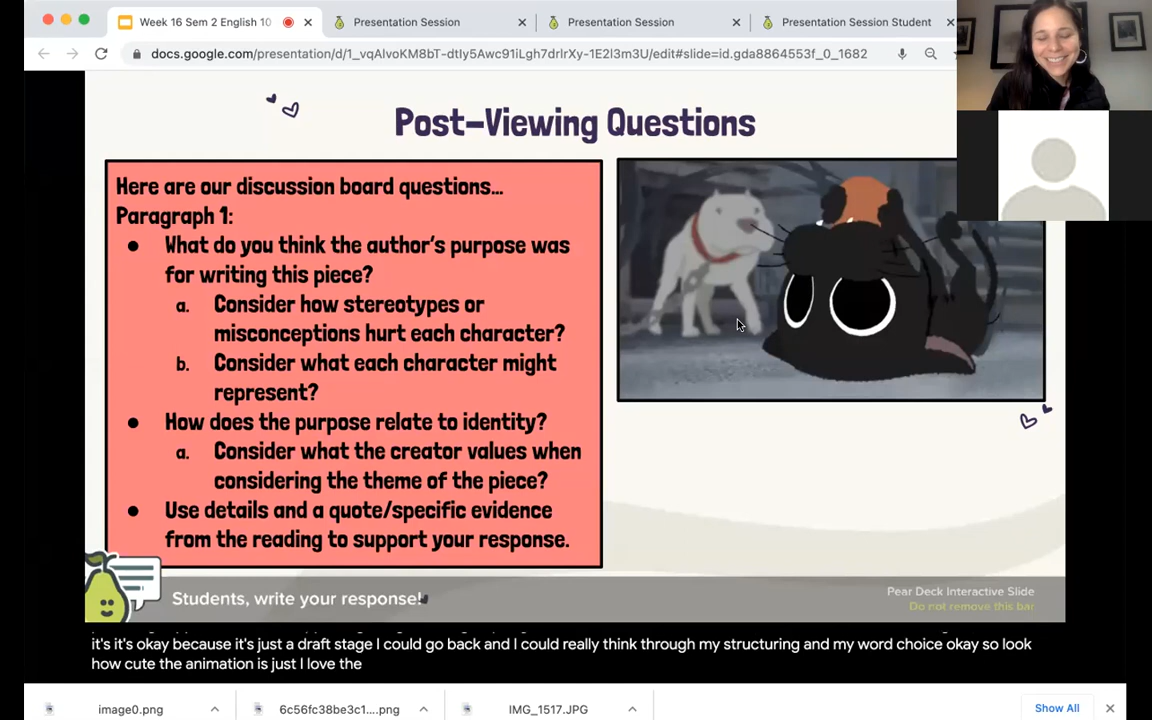 Week 16 Sem 2 English 10
Presentation Session
Presentation Session
Presentation Session Student
docs.google.com/presentation/d/1_vqAlvoKM8bT-dtIy5Awc91iLgh7drIrXy-1E2l3m3U/edit#slide=id.gda8864553f_0_1682
Post-Viewing Questions
Here are our discussion board questions...
Paragraph 1:
● What do you think the author's purpose was
for writing this piece?
a. Consider how stereotypes or
misconceptions hurt each character?
b. Consider what each character might
represent?
● How does the purpose relate to identity?
a. Consider what the creator values when
considering the theme of the piece?
● Use details and a quote/specific evidence
from the reading to support your response.
Students, write your response!
Pear Deck Interactive Slide
Do not remove this bar
it's it's okay because it's just a draft stage I could go back and I could really think through my structuring and my word choice okay so look
how cute the animation is just I love the
image0.png
6c56fc38be3c1....png
IMG_1517.JPG
Show All